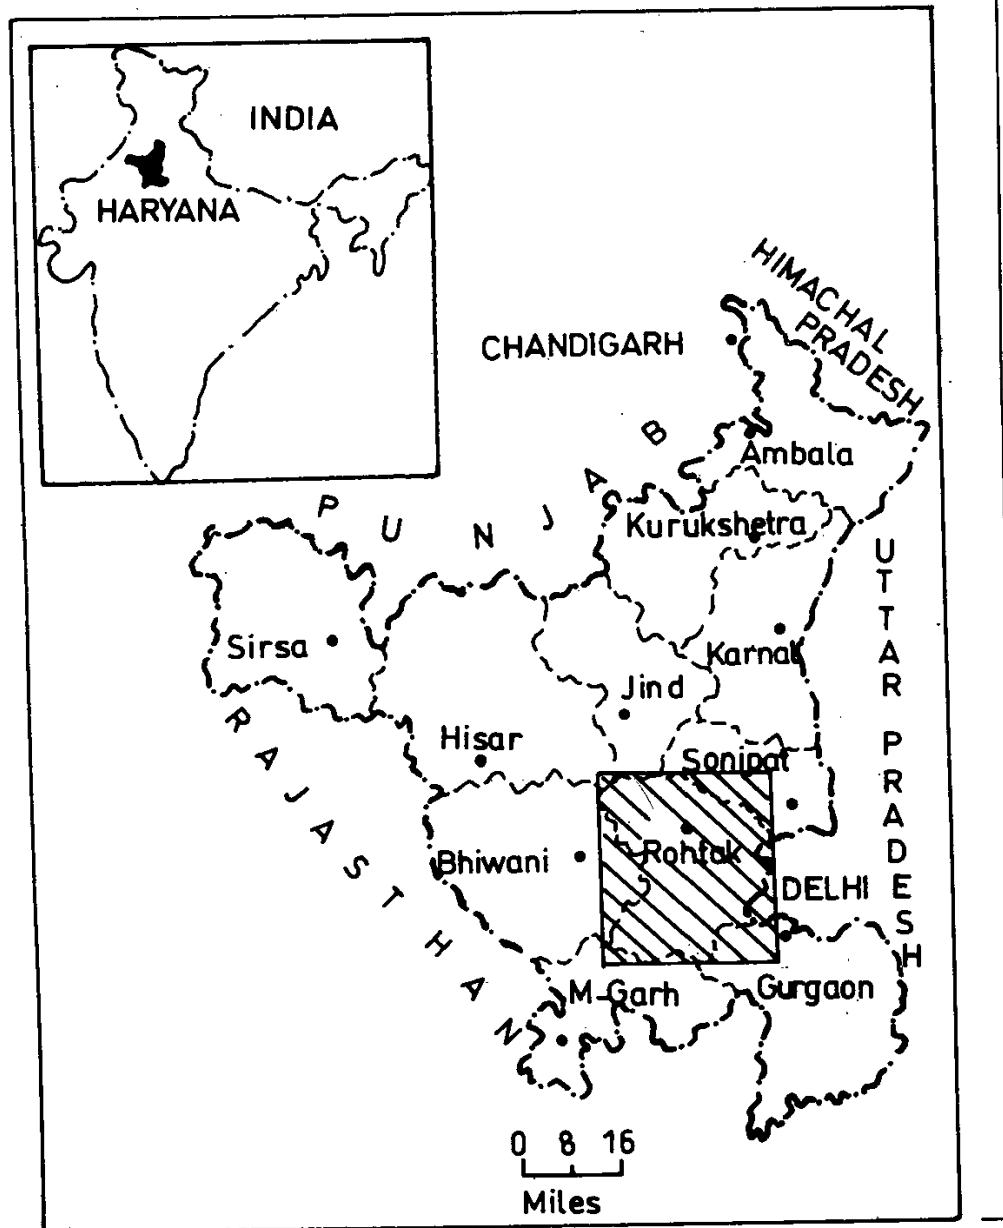 INDIA
HARYANA
HIMACHAL
PRADESH
CHANDIGARH
PUNJAB
Ambala
Kurukshetra
UTTAR PRADESH
Sirsa
Karnal
Jind
RAJASTHAN
Hisar
Sonipat
Bhiwani
Rohtak
DELHI
M-Garh
Gurgaon
0 8 16
Miles